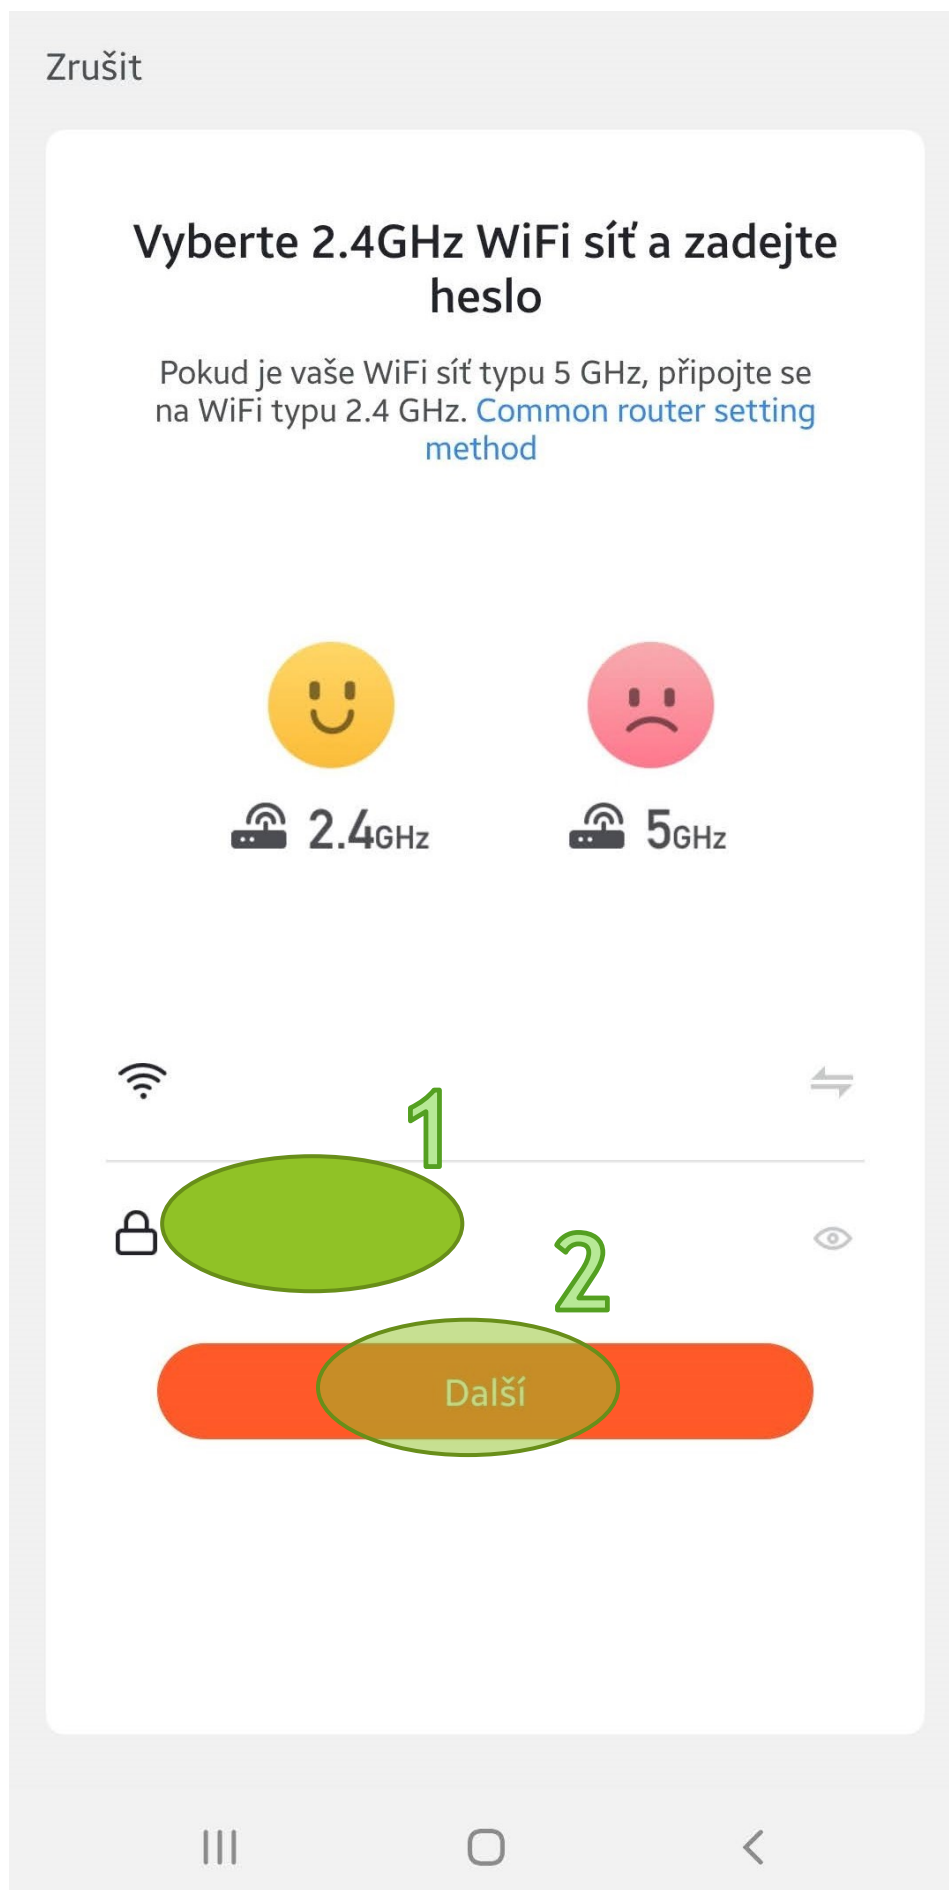 Zrušit
Vyberte 2.4GHz WiFi síť a zadejte
heslo
Pokud je vaše WiFi síť typu 5 GHz, připojte se
na WiFi typu 2.4 GHz. Common router setting
method
2.4GHz
5GHz
1
2
Další